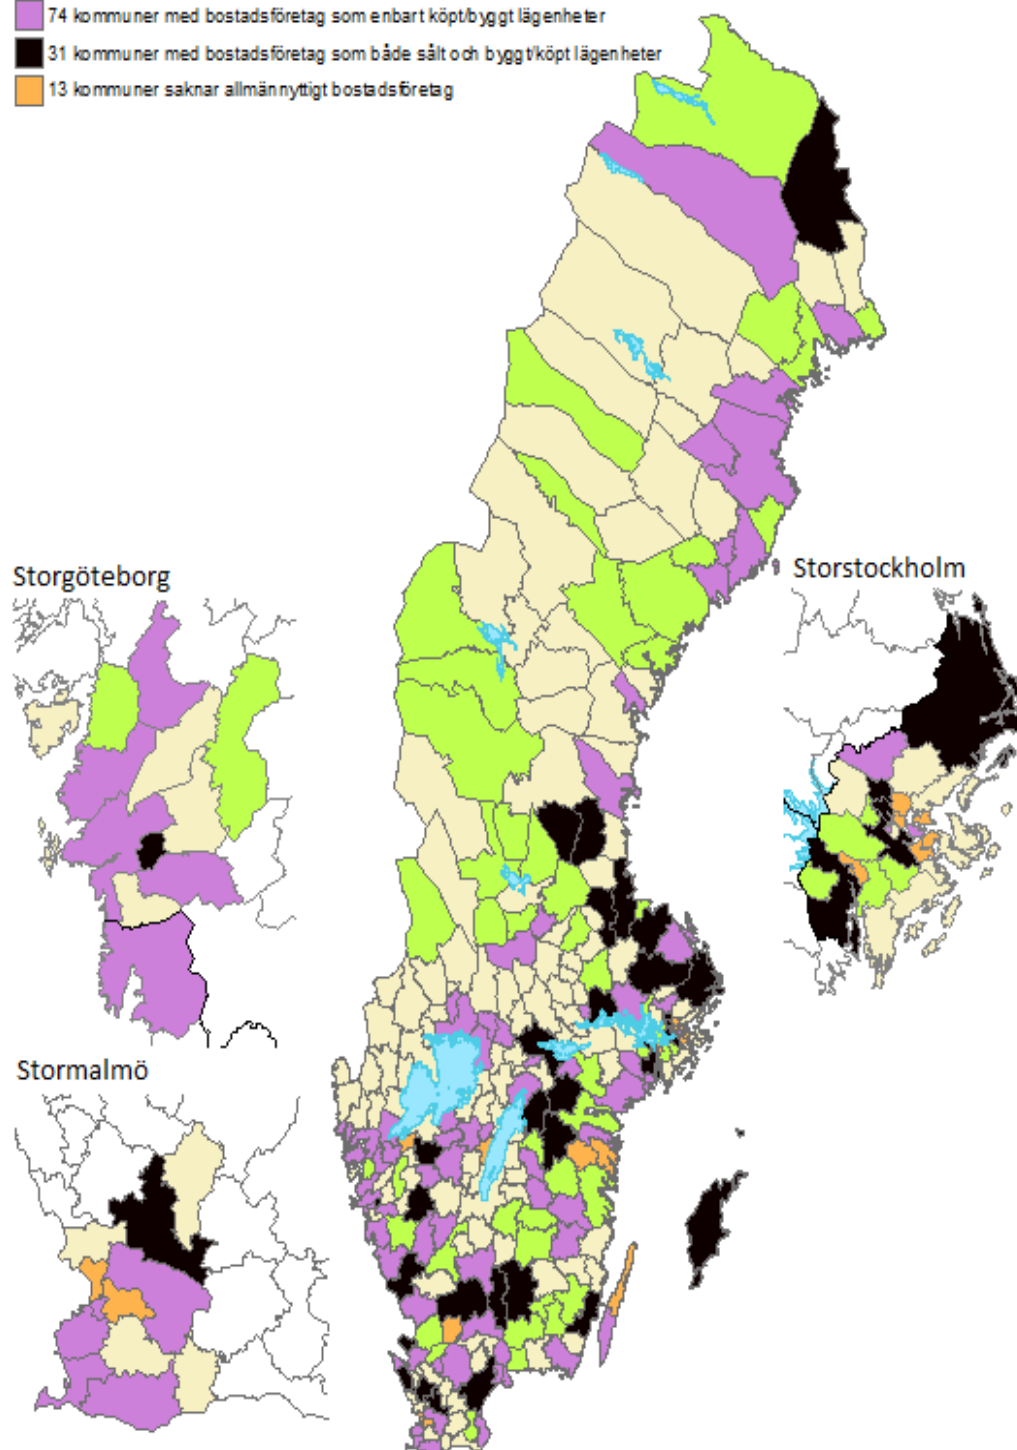 74 kommuner med bostadsföretag som enbart köpt/byggt lägenheter
31 kommuner med bostadsföretag som både sålt och byggt/köpt lägenheter
13 kommuner saknar allmännyttigt bostadsföretag
Storgöteborg
Storstockholm
Stormalmö